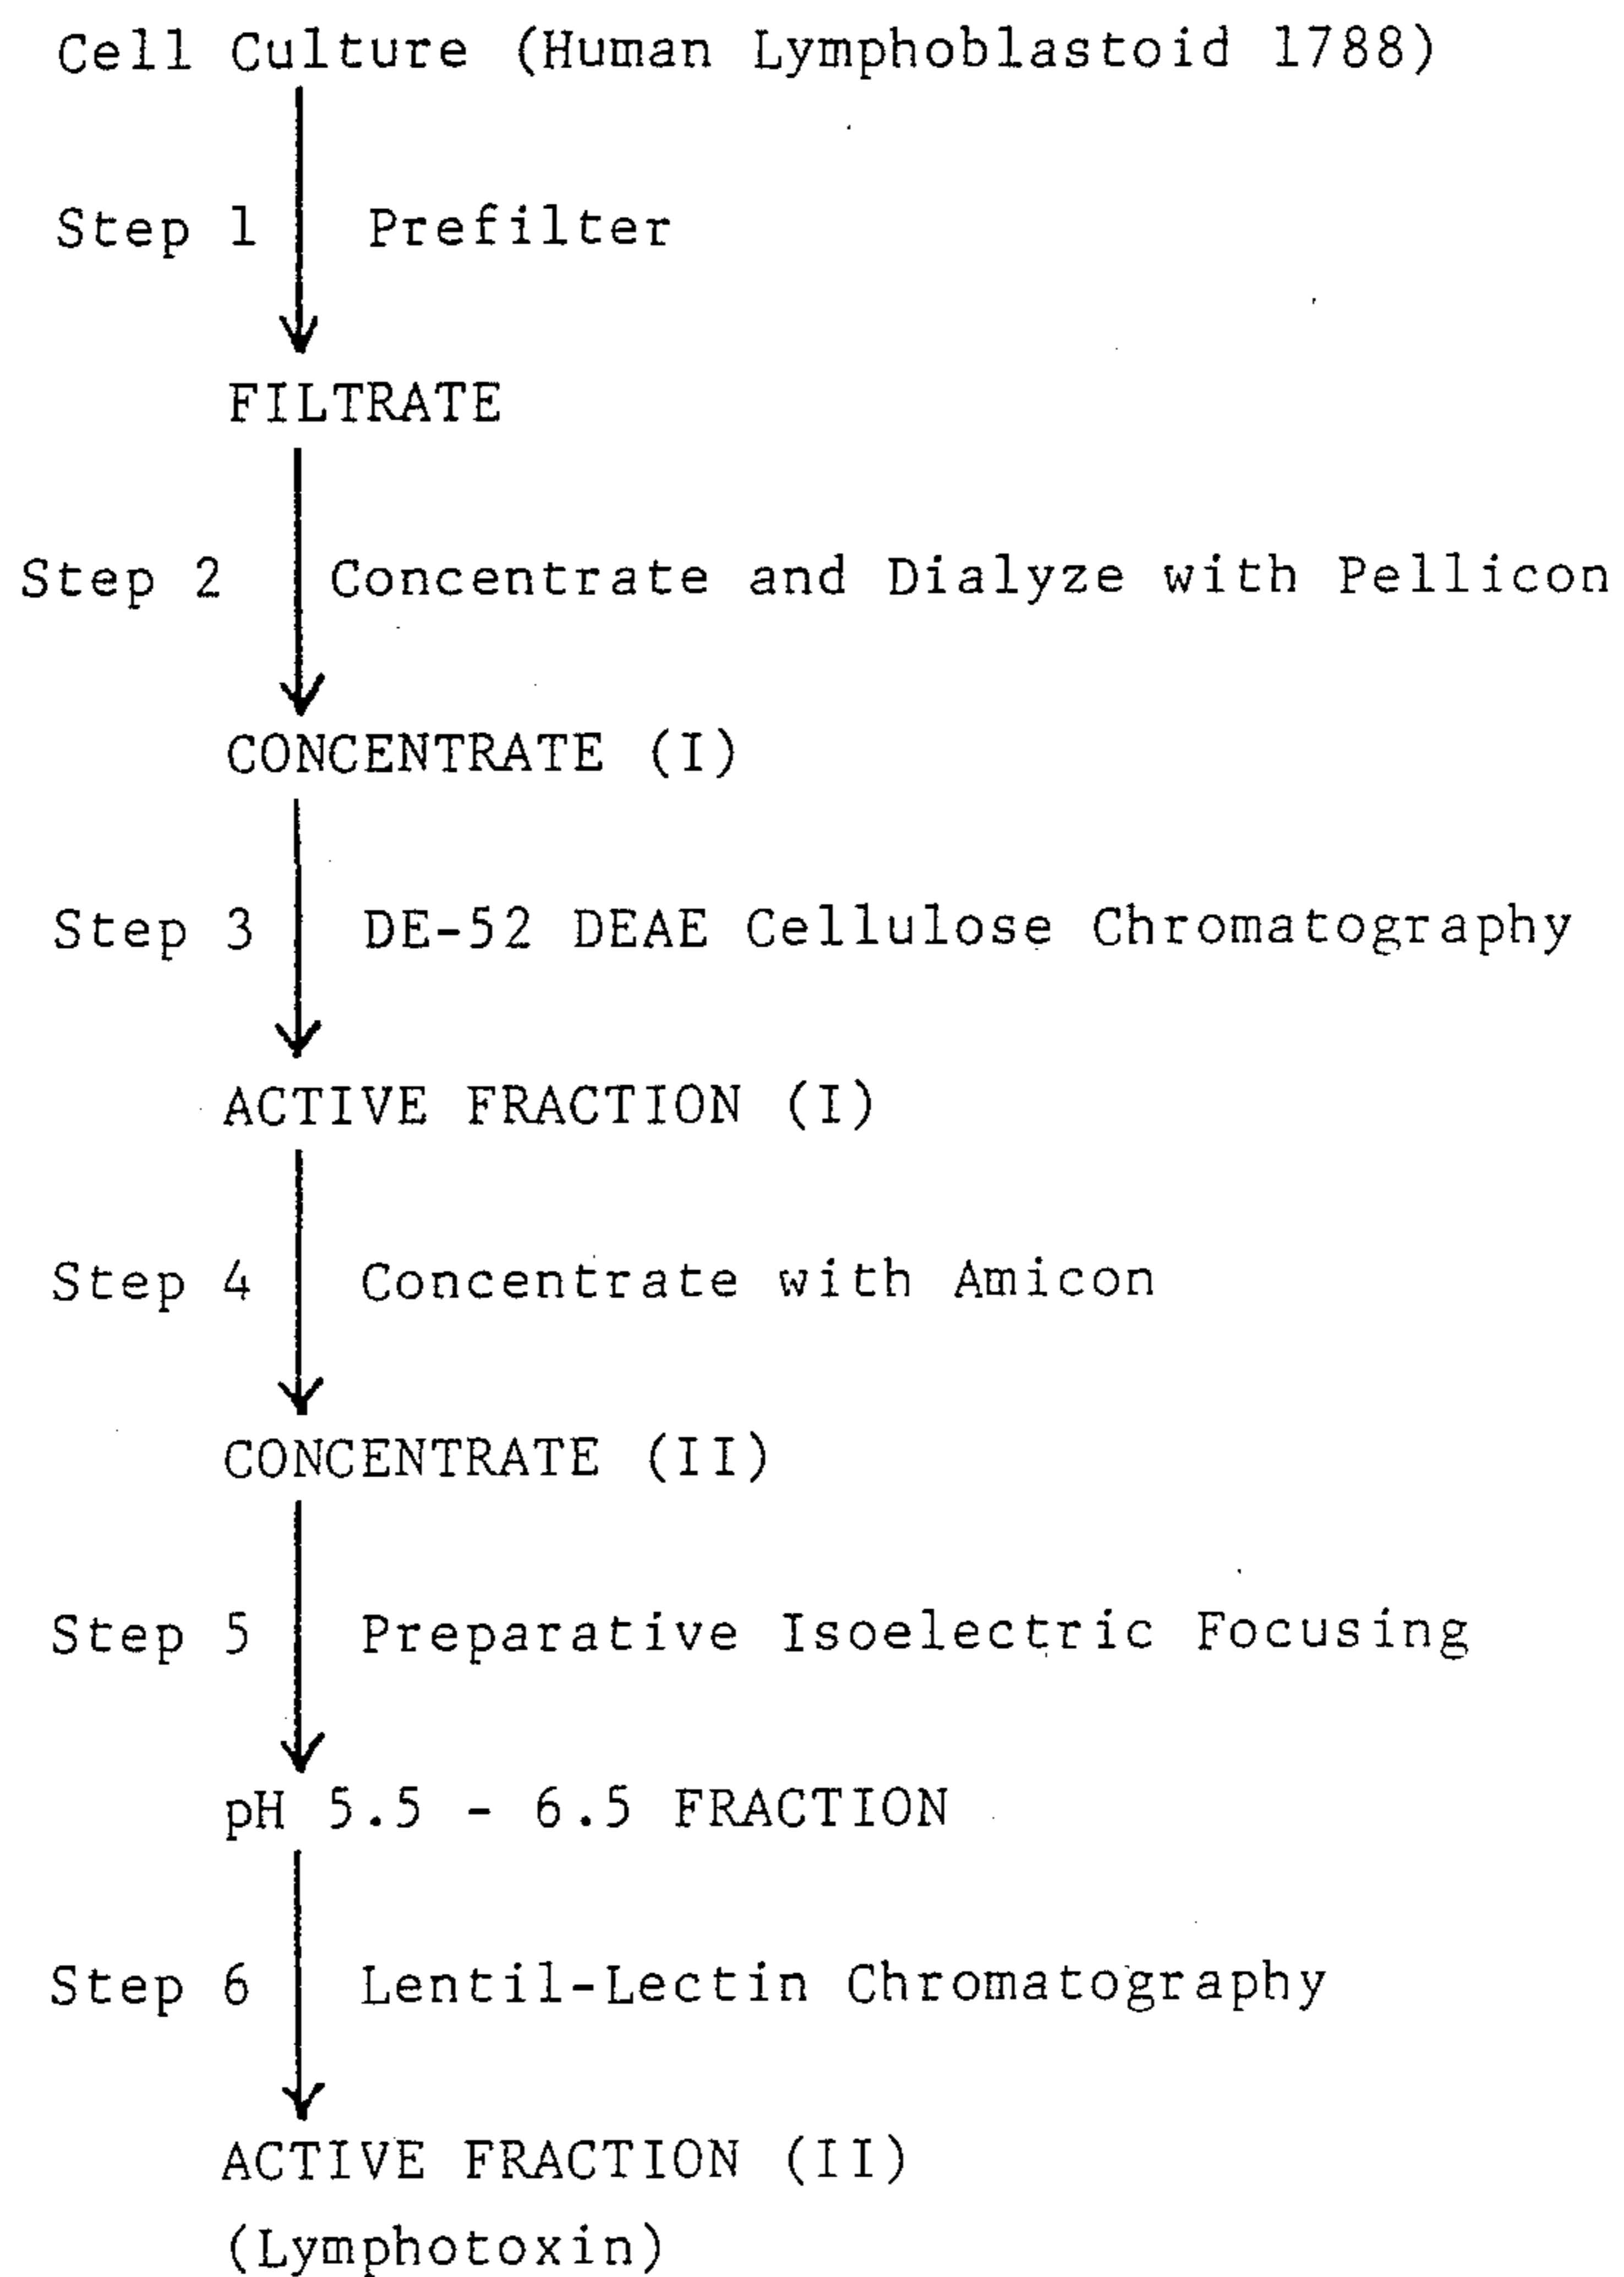 Cell Culture (Human Lymphoblastoid 1788)
Step 1 Prefilter
FILTRATE
Step 2 Concentrate and Dialyze with Pellicon
CONCENTRATE (I)
Step 3 DE-52 DEAE Cellulose Chromatography
ACTIVE FRACTION (I)
Step 4 Concentrate with Amicon
CONCENTRATE (II)
Step 5 Preparative Isoelectric Focusing
pH 5.5 - 6.5 FRACTION
Step 6 Lentil-Lectin Chromatography
ACTIVE FRACTION (II)
(Lymphotoxin)